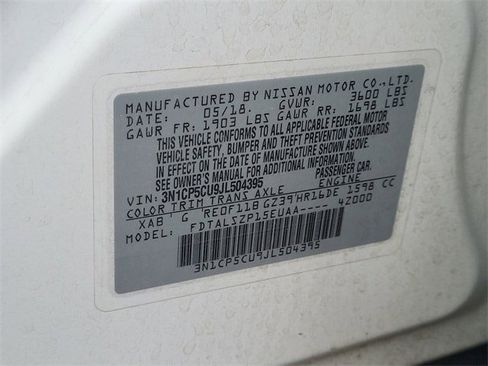 MANUFACTURED BY NISSAN MOTOR CO.,LTD.
DATE: 05/18. GVWR: 3600 LBS
GAWR FR: 1903 LBS GAWR RR: 1698 LBS
THIS VEHICLE CONFORMS TO ALL APPLICABLE FEDERAL MOTOR
VEHICLE SAFETY, BUMPER AND THEFT PREVENTION STANDARDS
IN EFFECT ON THE DATE OF MANUFACTURE SHOWN ABOVE.
SEE OWNER'S MANUAL FOR ADDITIONAL INFORMATION.
VIN: 3N1CP5CU9JL504395 PASSENGER CAR.
COLOR TRIM TRANS AXLE ENGINE
XAB G RE0F11B GZ39 HR16DE 1598 CC
MODEL: FDTALSZP15EUAA---- 4Z000
3N1CP5CU9JL504395